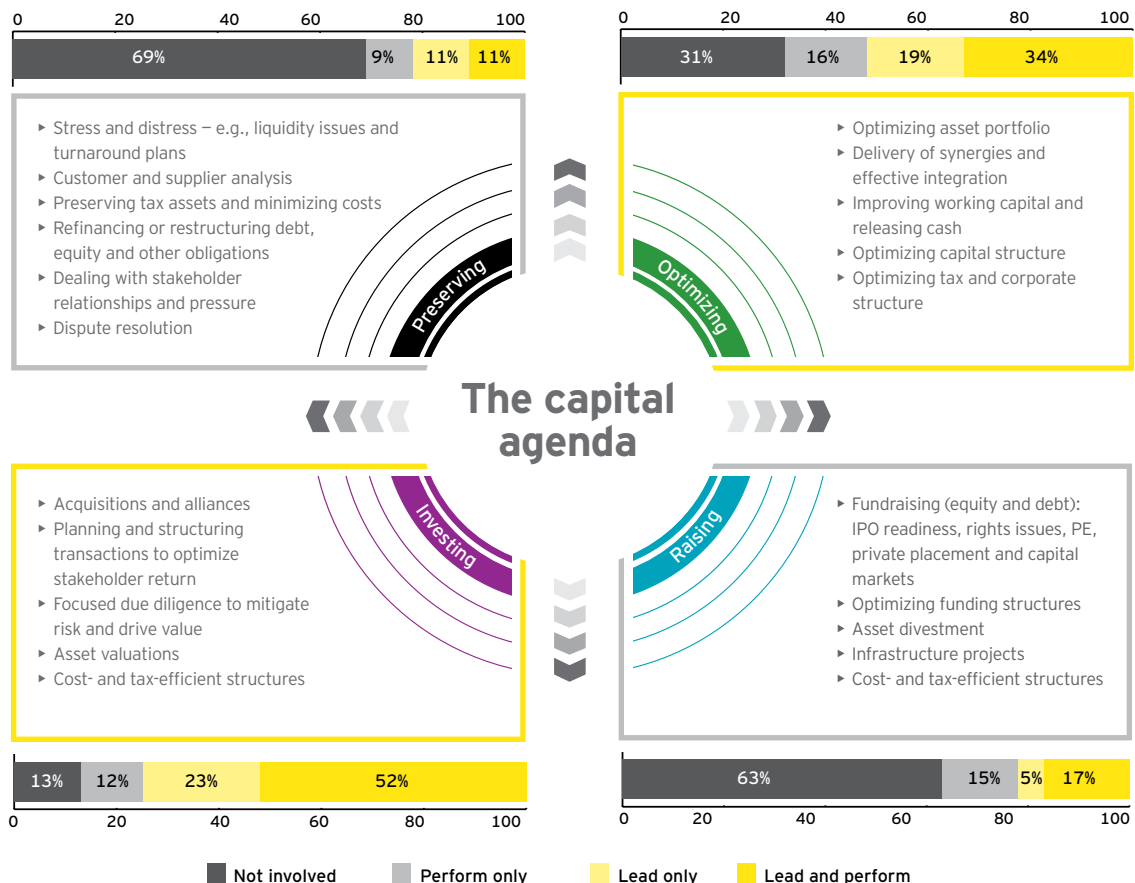 0 20 40 60 80 100
69% 9% 11% 11%
▸ Stress and distress – e.g., liquidity issues and
turnaround plans
▸ Customer and supplier analysis
▸ Preserving tax assets and minimizing costs
▸ Refinancing or restructuring debt,
equity and other obligations
▸ Dealing with stakeholder
relationships and pressure
▸ Dispute resolution
Preserving
0 20 40 60 80 100
31% 16% 19% 34%
▸ Optimizing asset portfolio
▸ Delivery of synergies and
effective integration
▸ Improving working capital and
releasing cash
▸ Optimizing capital structure
▸ Optimizing tax and corporate
structure
Optimizing
The capital
agenda
▸ Acquisitions and alliances
▸ Planning and structuring
transactions to optimize
stakeholder return
▸ Focused due diligence to mitigate
risk and drive value
▸ Asset valuations
▸ Cost- and tax-efficient structures
Investing
13% 12% 23% 52%
0 20 40 60 80 100
▸ Fundraising (equity and debt):
IPO readiness, rights issues, PE,
private placement and capital
markets
▸ Optimizing funding structures
▸ Asset divestment
▸ Infrastructure projects
▸ Cost- and tax-efficient structures
Raising
63% 15% 5% 17%
0 20 40 60 80 100
Not involved Perform only Lead only Lead and perform